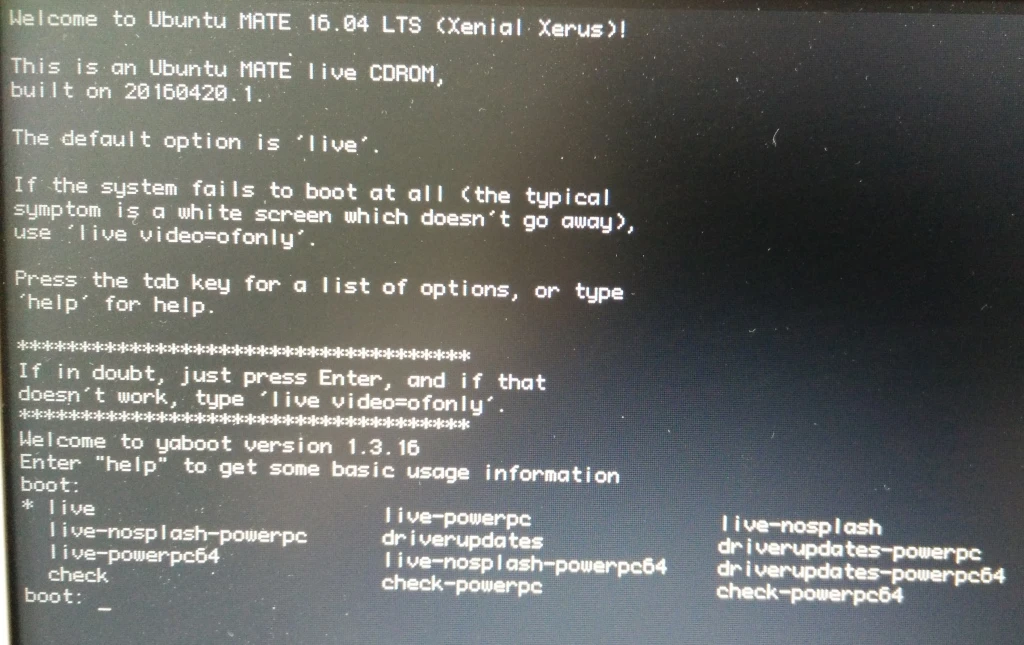 Welcome to Ubuntu MATE 16.04 LTS (Xenial Xerus)!
This is an Ubuntu MATE live CDROM,
built on 20160420.1.
The default option is 'live'.
If the system fails to boot at all (the typical
symptom is a white screen which doesn't go away),
use 'live video=ofonly'.
Press the tab key for a list of options, or type
'help' for help.
************************************
If in doubt, just press Enter, and if that
doesn't work, type 'live video=ofonly'.
************************************
Welcome to yaboot version 1.3.16
Enter "help" to get some basic usage information
boot:
* live live-powerpc live-nosplash
live-nosplash-powerpc driverupdates driverupdates-powerpc
live-powerpc64 live-nosplash-powerpc64 driverupdates-powerpc64
check check-powerpc check-powerpc64
boot: _